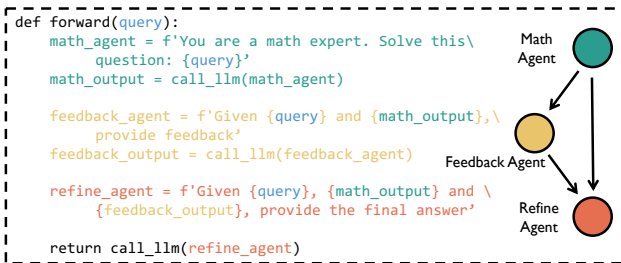 def forward(query):
    math_agent = f'You are a math expert. Solve this\
        question: {query}’
    math_output = call_llm(math_agent)
    feedback_agent = f'Given {query} and {math_output},\
        provide feedback’
    feedback_output = call_llm(feedback_agent)
    refine_agent = f'Given {query}, {math_output} and \
        {feedback_output}, provide the final answer’
    return call_llm(refine_agent)
Math
Agent
Feedback Agent
Refine
Agent